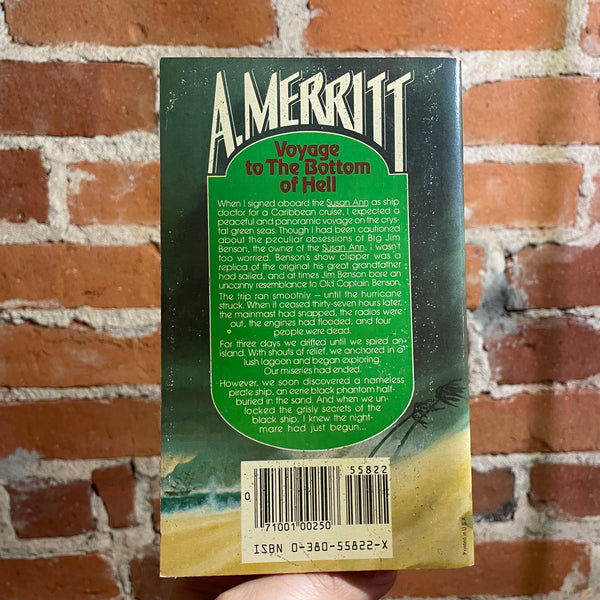 A. MERRITT
Voyage
to The Bottom
of Hell
When I signed aboard the Susan Ann as ship
doctor for a Caribbean cruise, I expected a
peaceful and panoramic voyage on the crys-
tal green seas. Though I had been cautioned
about the peculiar obsessions of Big Jim
Benson, the owner of the Susan Ann, I wasn't
too worried. Benson's show clipper was a
replica of the original his great grandfather
had sailed, and at times Jim Benson bore an
uncanny resemblance to Old Captain Benson.
The trip ran smoothly – until the hurricane
struck. When it ceased thirty-seven hours later,
the mainmast had snapped, the radios were
out, the engines had flooded, and four
people were dead.
For three days we drifted until we spied an
island. With shouts of relief, we anchored in a
lush lagoon and began exploring.
Our miseries had ended.
However, we soon discovered a nameless
pirate ship, an eerie black phantom half-
buried in the sand. And when we un-
locked the grisly secrets of the
black ship, I knew the night-
mare had just begun...
55822
0
71001 00250
ISBN 0-380-55822-X
Printed in U.S.A.